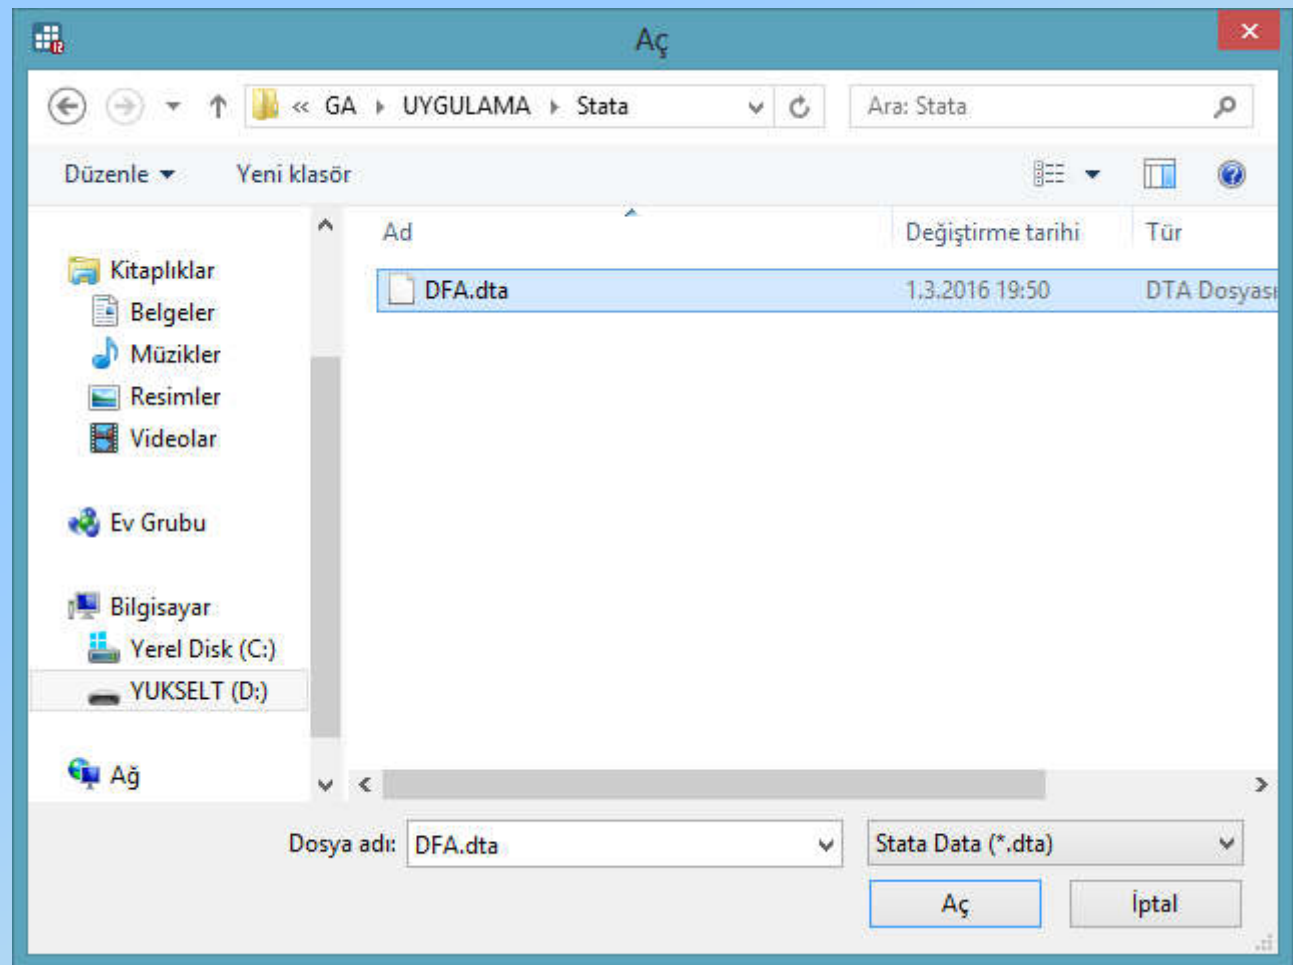 Aç
« GA ▸ UYGULAMA ▸ Stata
Ara: Stata
Düzenle
Yeni klasör
Ad
Değiştirme tarihi
Tür
Kitaplıklar
Belgeler
Müzikler
Resimler
Videolar
Ev Grubu
Bilgisayar
Yerel Disk (C:)
YUKSELT (D:)
Ağ
DFA.dta 1.3.2016 19:50 DTA Dosyası
Dosya adı: DFA.dta
Stata Data (*.dta)
Aç
İptal